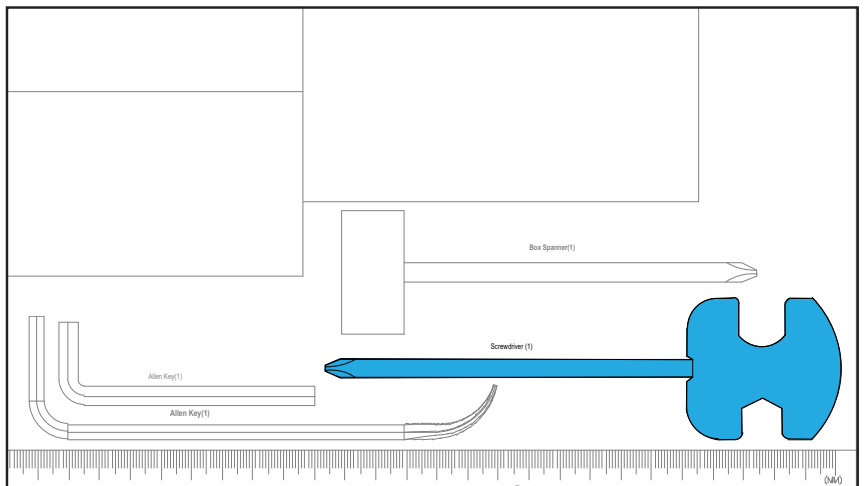 Box Spanner(1)
Screwdriver (1)
Allen Key(1)
Allen Key(1)
(MM)